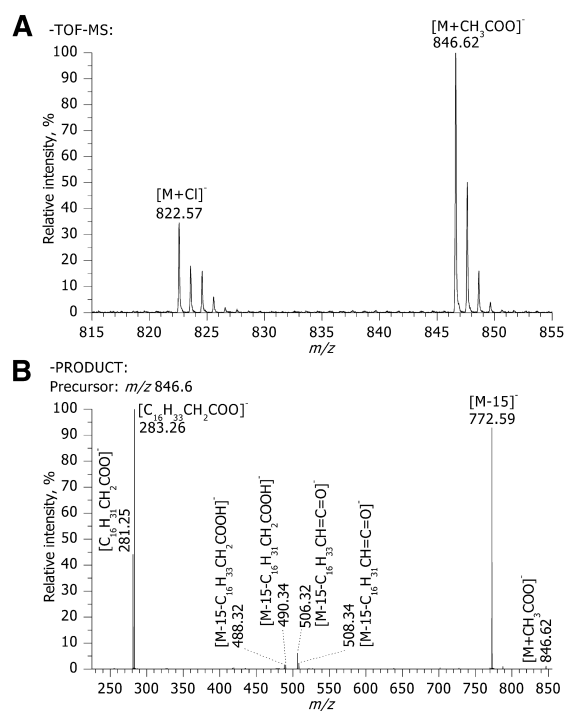 A
-TOF-MS:
[M+CH3COO]-
846.62
[M+Cl]-
822.57
Relative intensity, %
100
90
80
70
60
50
40
30
20
10
0
815 820 825 830 835 840 845 850 855
m/z
B
-PRODUCT:
Precursor: m/z 846.6
[C16H33CH2COO]-
283.26
[M-15]-
772.59
[C16H31CH2COO]-
281.25
[M-15-C16H33CH2COOH]-
488.32
[M-15-C16H31CH2COOH]-
490.34
506.32
[M-15-C16H33CH=C=O]-
508.34
[M-15-C16H31CH=C=O]-
[M+CH3COO]-
846.62
Relative intensity, %
100
90
80
70
60
50
40
30
20
10
0
250 300 350 400 450 500 550 600 650 700 750 800 850
m/z